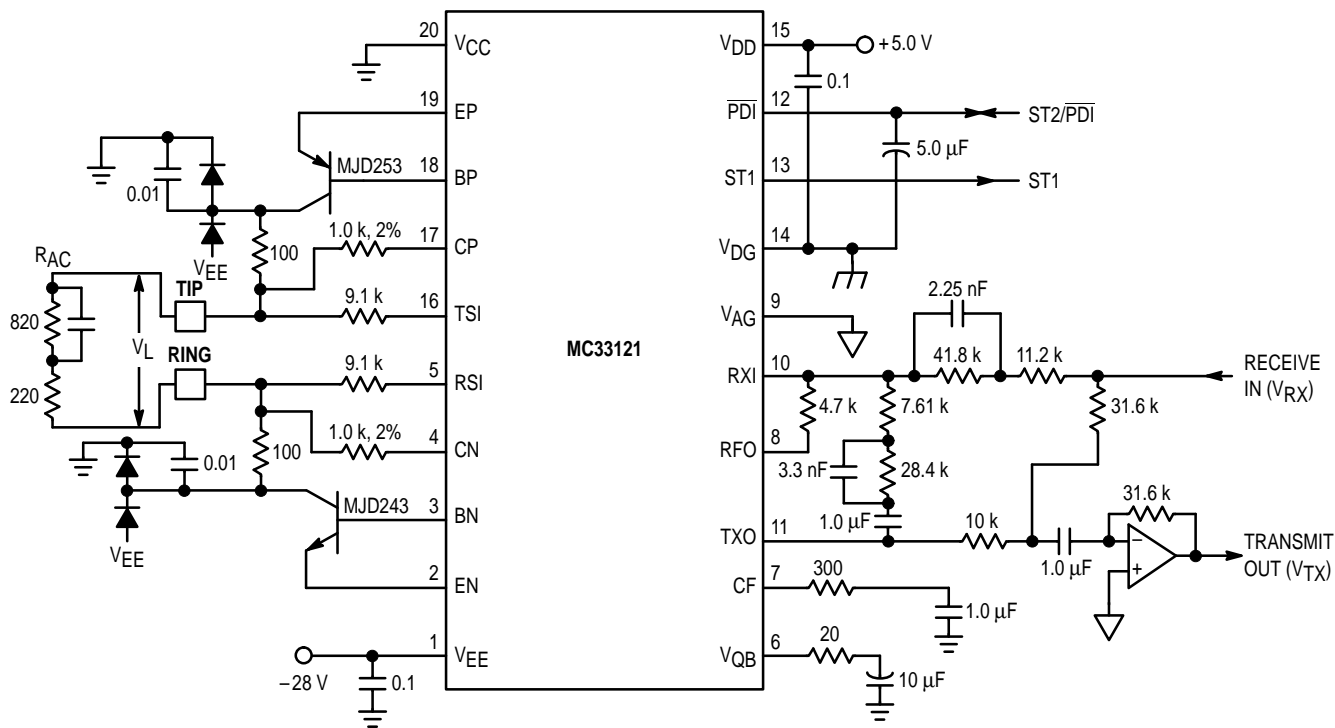 20
VCC
15
VDD
+5.0 V
0.1
19
EP
12
PDI
ST2/PDI
MJD253
5.0 µF
0.01
18
BP
ST1
13
ST1
1.0 k, 2%
17
CP
100
VDG
14
RAC
VEE
TIP
9.1 k
16
TSI
2.25 nF
VAG
9
820
VL
MC33121
RING
9.1 k
5
RSI
RXI
10
41.8 k
11.2 k
RECEIVE
IN (VRX)
220
4.7 k
7.61 k
31.6 k
1.0 k, 2%
4
CN
RFO
8
0.01
100
3.3 nF
28.4 k
MJD243
3
BN
1.0 µF
31.6 k
VEE
TXO
11
10 k
–
+
1.0 µF
TRANSMIT
OUT (VTX)
2
EN
CF
7
300
1.0 µF
1
VEE
VQB
6
20
–28 V
0.1
10 µF